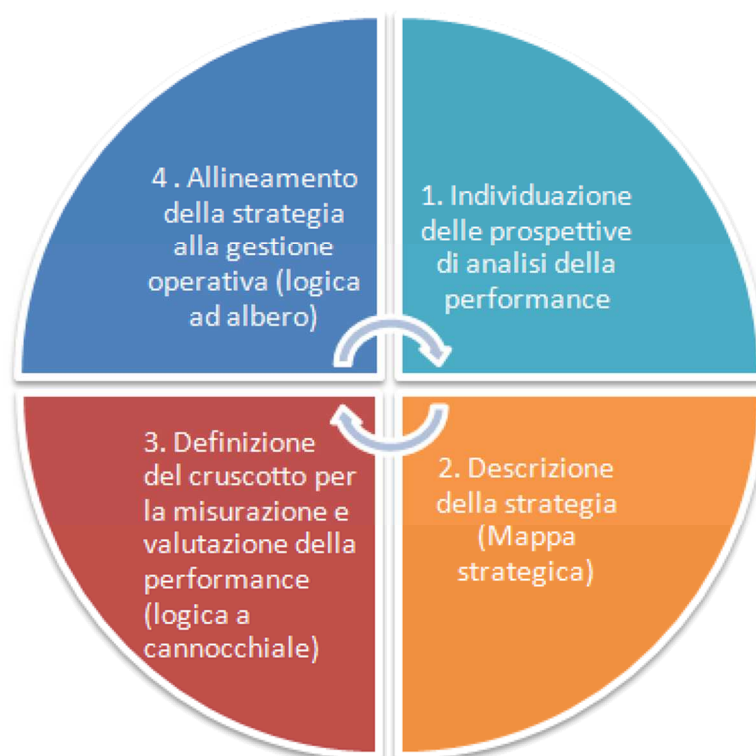 1. Individuazione
delle prospettive
di analisi della
performance
2. Descrizione
della strategia
(Mappa
strategica)
3. Definizione
del cruscotto per
la misurazione e
valutazione della
performance
(logica a
cannocchiale)
4 . Allineamento
della strategia
alla gestione
operativa (logica
ad albero)